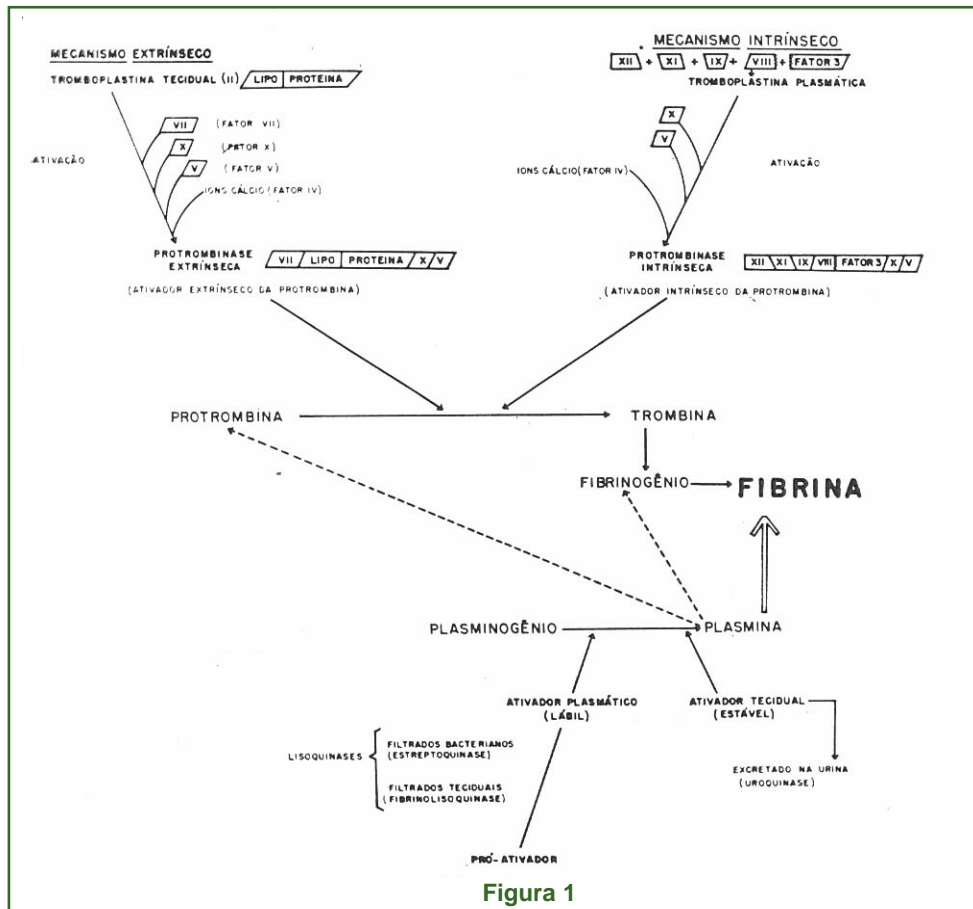 MECANISMO EXTRÍNSECO
TROMBOPLASTINA TECIDUAL (II) LIPO PROTEINA
VII (FATOR VII)
X (FATOR X)
V (FATOR V)
ATIVAÇÃO
IONS CÁLCIO (FATOR IV)
PROTROMBINASE
EXTRÍNSECA
VII LIPO PROTEINA X V
(ATIVADOR EXTRÍNSECO DA PROTROMBINA)
MECANISMO INTRÍNSECO
XII + XI + IX + VIII + FATOR 3
TROMBOPLASTINA PLASMÁTICA
X
V
ATIVAÇÃO
IONS CÁLCIO (FATOR IV)
PROTROMBINASE
INTRÍNSECA
XII XI IX VIII FATOR 3 X V
(ATIVADOR INTRÍNSECO DA PROTROMBINA)
PROTROMBINA
TROMBINA
FIBRINOGÊNIO
FIBRINA
PLASMINOGÊNIO
PLASMINA
ATIVADOR PLASMÁTICO
(LÁBIL)
ATIVADOR TECIDUAL
(ESTÁVEL)
LISOQUINASES
FILTRADOS BACTERIANOS
(ESTREPTOQUINASE)
FILTRADOS TECIDUAIS
(FIBRINOLISOQUINASE)
EXCRETADO NA URINA
(UROQUINASE)
PRÓ-ATIVADOR
Figura 1